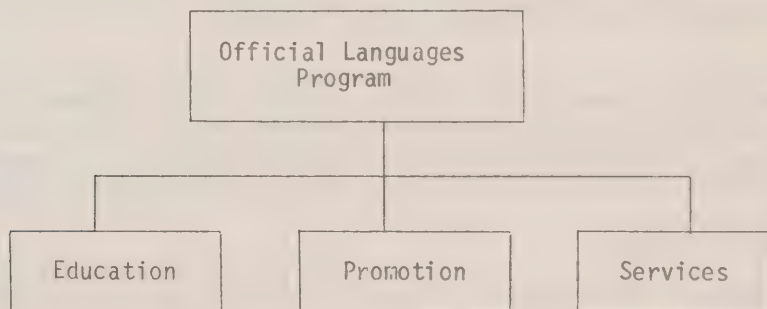 Official Languages
Program
Education
Promotion
Services